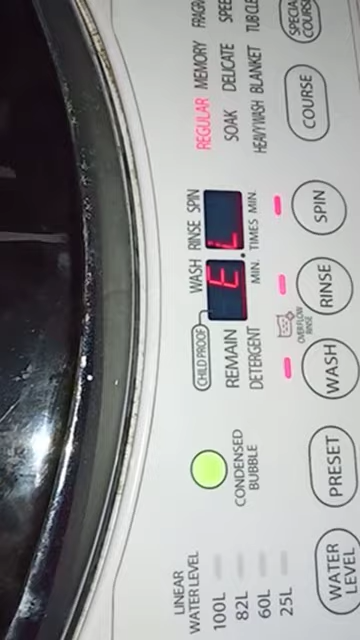 LINEAR
WATER LEVEL
100L
82L
60L
25L
CONDENSED
BUBBLE
CHILD PROOF
WASH RINSE SPIN
REMAIN
DETERGENT
E.L
MIN. TIMES MIN.
OVERFLOW
RINSE
REGULAR MEMORY
SOAK DELICATE
HEAVY WASH BLANKET TUB
WATER
LEVEL
PRESET
WASH
RINSE
SPIN
COURSE
SPECIAL
COURSE